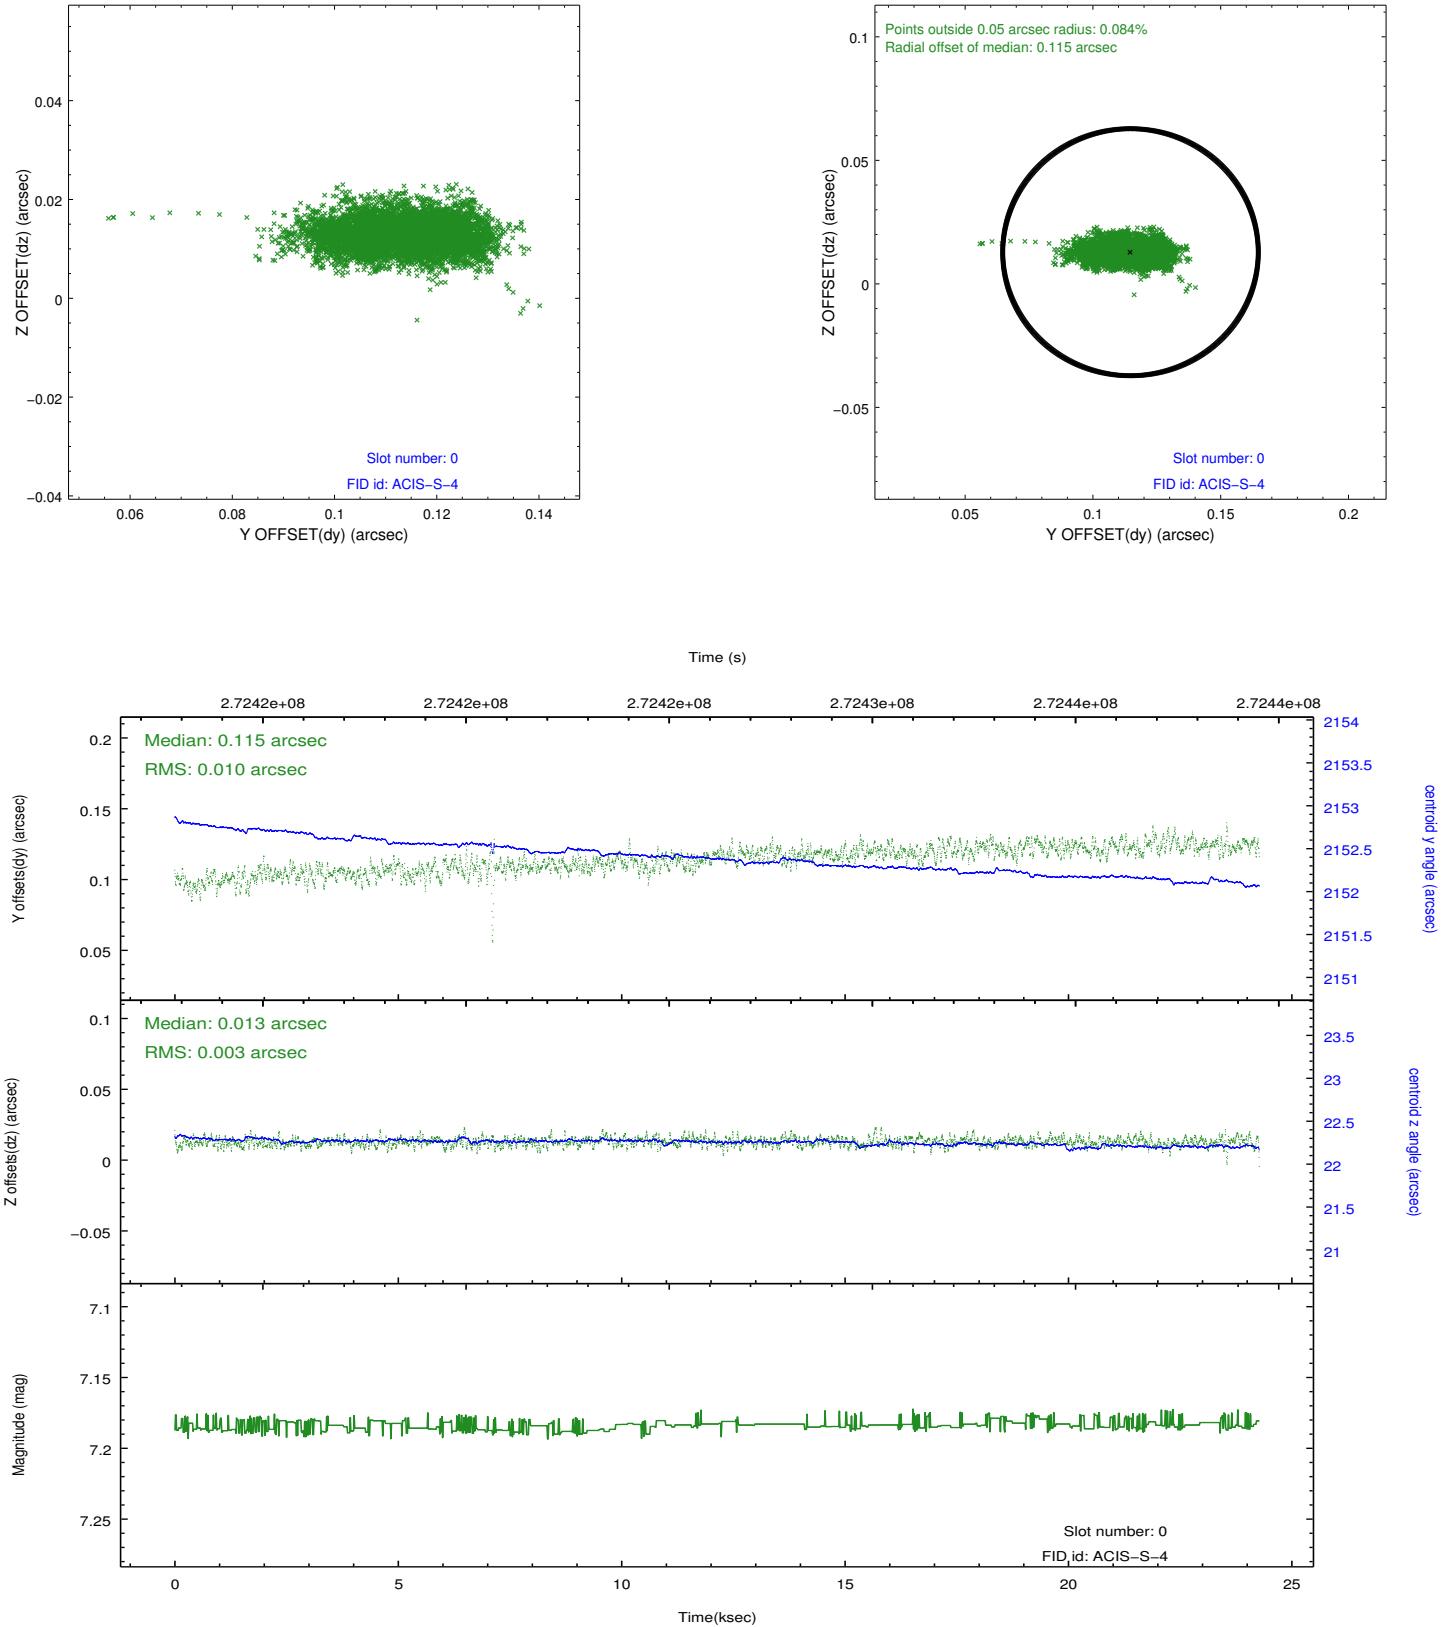 0.04
0.02
0
−0.02
−0.04
Z OFFSET(dz) (arcsec)
Slot number: 0
FID id: ACIS−S−4
0.06
0.08
0.1
0.12
0.14
Y OFFSET(dy) (arcsec)
Points outside 0.05 arcsec radius: 0.084%
Radial offset of median: 0.115 arcsec
0.1
0.05
0
−0.05
Z OFFSET(dz) (arcsec)
Slot number: 0
FID id: ACIS−S−4
0.05
0.1
0.15
0.2
Y OFFSET(dy) (arcsec)
Time (s)
2.7242e+08
2.7242e+08
2.7242e+08
2.7243e+08
2.7244e+08
2.7244e+08
Median: 0.115 arcsec
RMS: 0.010 arcsec
0.2
0.15
0.1
0.05
Y offsets(dy) (arcsec)
2154
2153.5
2153
2152.5
2152
2151.5
2151
centroid y angle (arcsec)
Median: 0.013 arcsec
RMS: 0.003 arcsec
0.1
0.05
0
−0.05
Z offsets(dz) (arcsec)
23.5
23
22.5
22
21.5
21
centroid z angle (arcsec)
7.1
7.15
7.2
7.25
Magnitude (mag)
Slot number: 0
FID id: ACIS−S−4
0
5
10
15
20
25
Time(ksec)